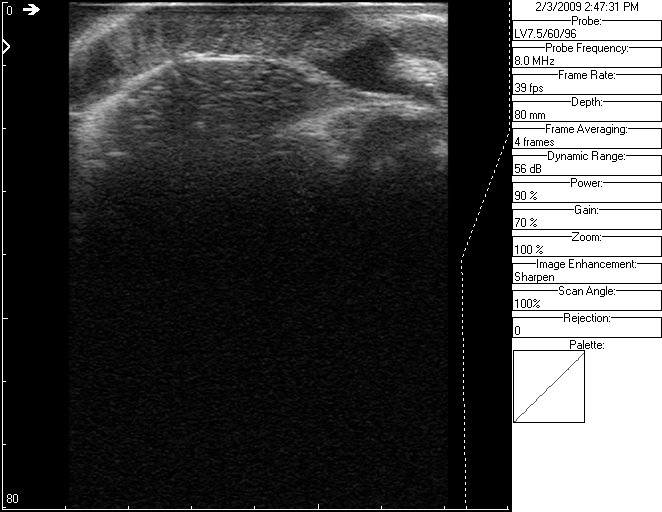 0
2/3/2009 2:47:31 PM
Probe:
LV7.5/60/96
Probe Frequency:
8.0 MHz
Frame Rate:
39 fps
Depth:
80 mm
Frame Averaging:
4 frames
Dynamic Range:
56 dB
Power:
90 %
Gain:
70 %
Zoom:
100 %
Image Enhancement:
Sharpen
Scan Angle:
100%
Rejection:
0
Palette:
80